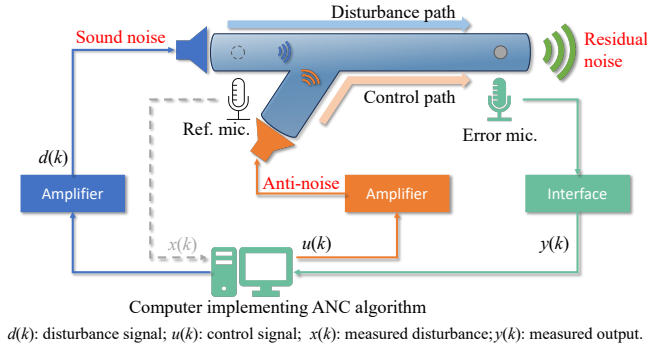 Disturbance path
Sound noise
Residual
noise
Control path
Ref. mic.
Error mic.
d(k)
Amplifier
Anti-noise
Amplifier
Interface
x(k)
u(k)
y(k)
Computer implementing ANC algorithm
d(k): disturbance signal; u(k): control signal; x(k): measured disturbance; y(k): measured output.